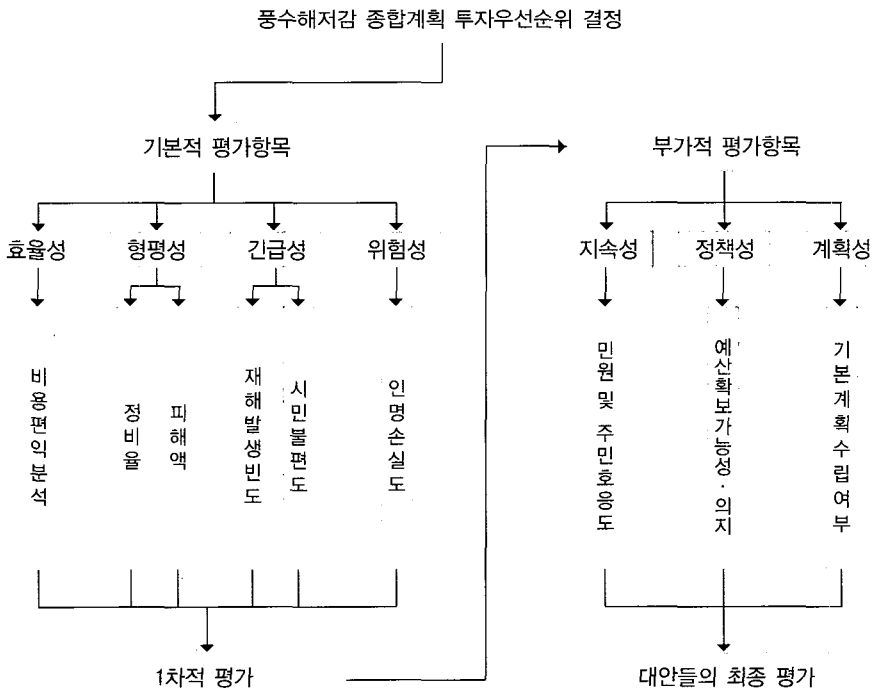 풍수해저감 종합계획 투자우선순위 결정
기본적 평가항목
부가적 평가항목
효율성
형평성
긴급성
위험성
지속성
정책성
계획성
비용편익분석
정비율
피해액
재해발생빈도
시민불편도
인명손실도
민원 및 주민호응도
예산확보가능성·의지
기본계획수립여부
1차적 평가
대안들의 최종 평가